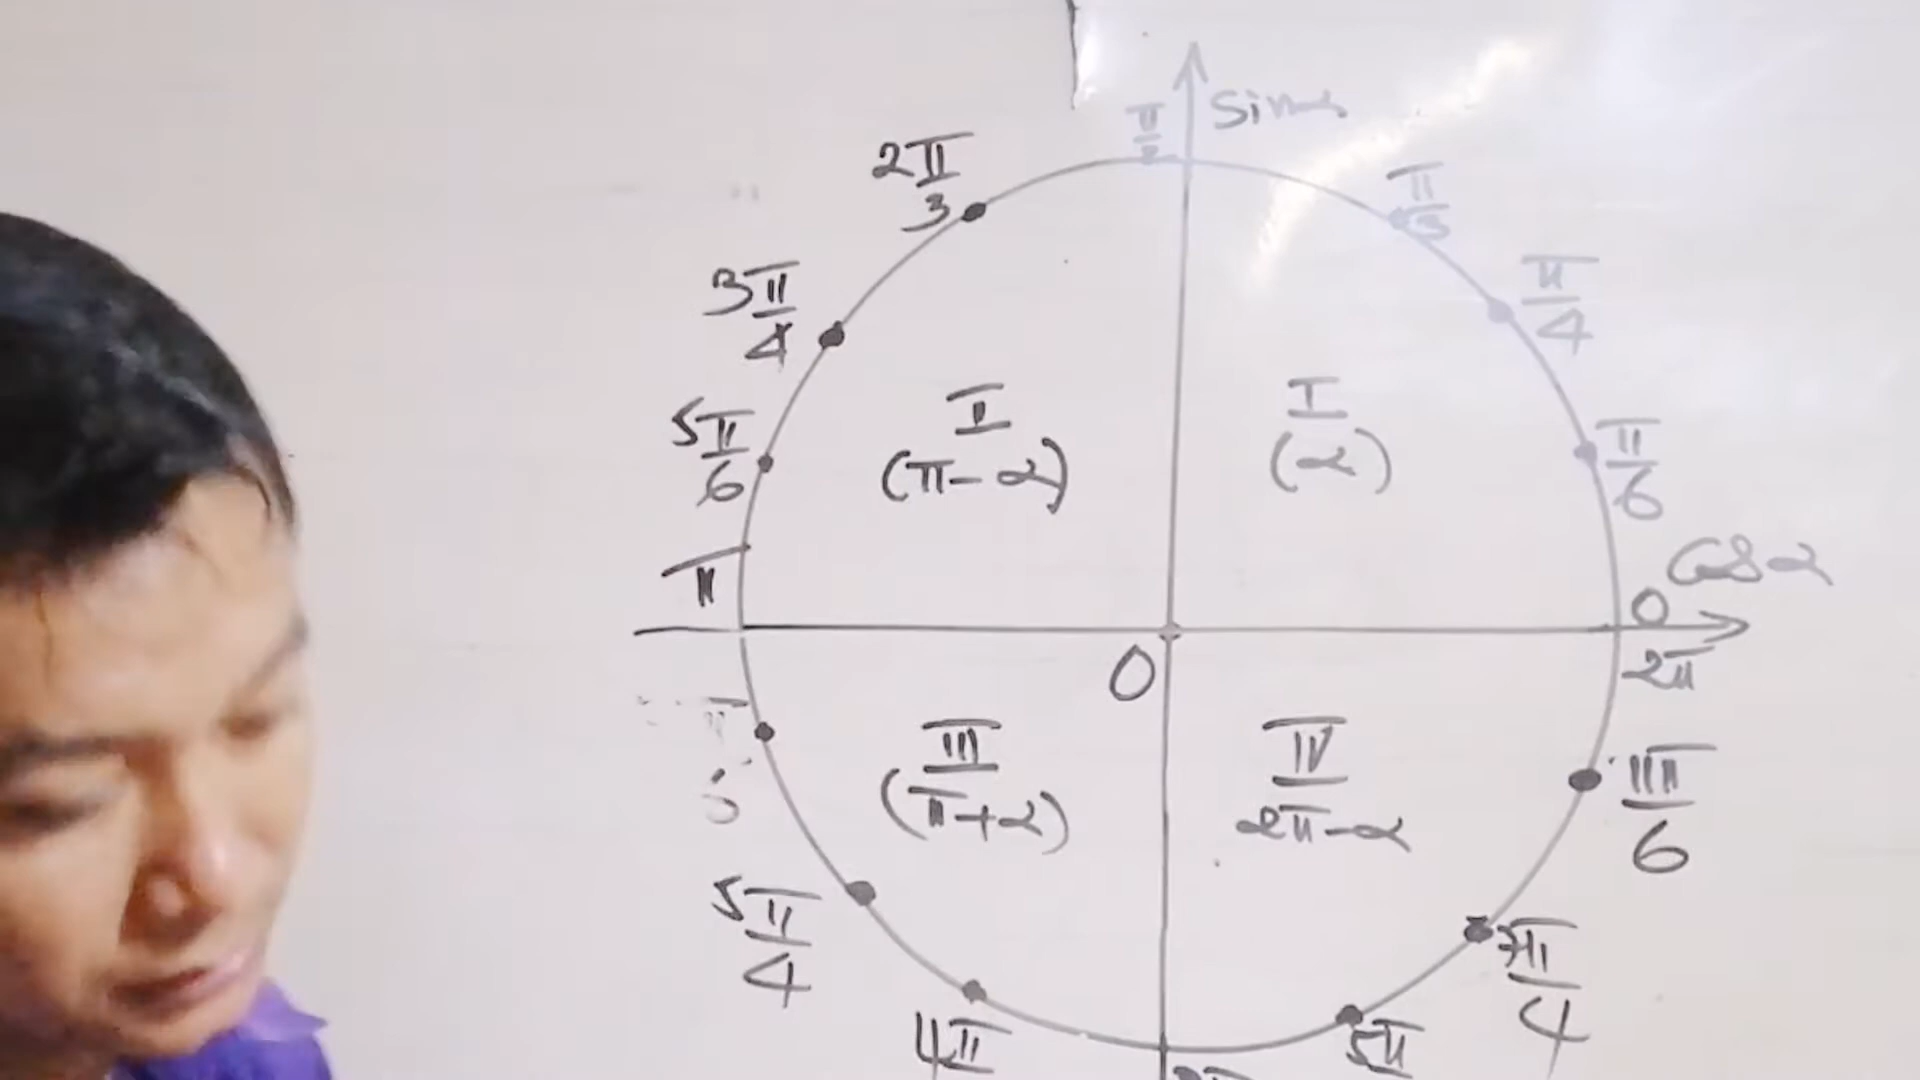 sin α
π/2
2π/3
π/3
3π/4
π/4
5π/6
II
(π-α)
I
(α)
π/6
π
cos α
0
2π
O
III
(π+α)
IV
2π-α
11π/6
5π/4
7π/4
4π
5π